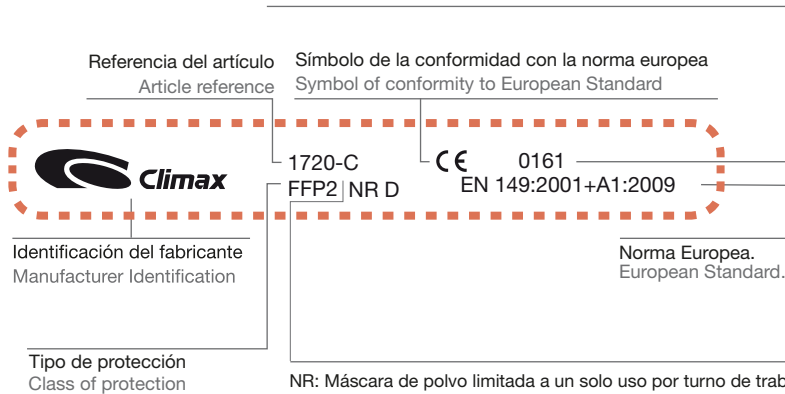 Referencia del artículo
Article reference
Símbolo de la conformidad con la norma europea
Symbol of conformity to European Standard
Climax
1720-C
CE 0161
FFP2 NR D
EN 149:2001+A1:2009
Identificación del fabricante
Manufacturer Identification
Norma Europea.
European Standard.
Tipo de protección
Class of protection
NR: Máscara de polvo limitada a un solo uso por turno de trab